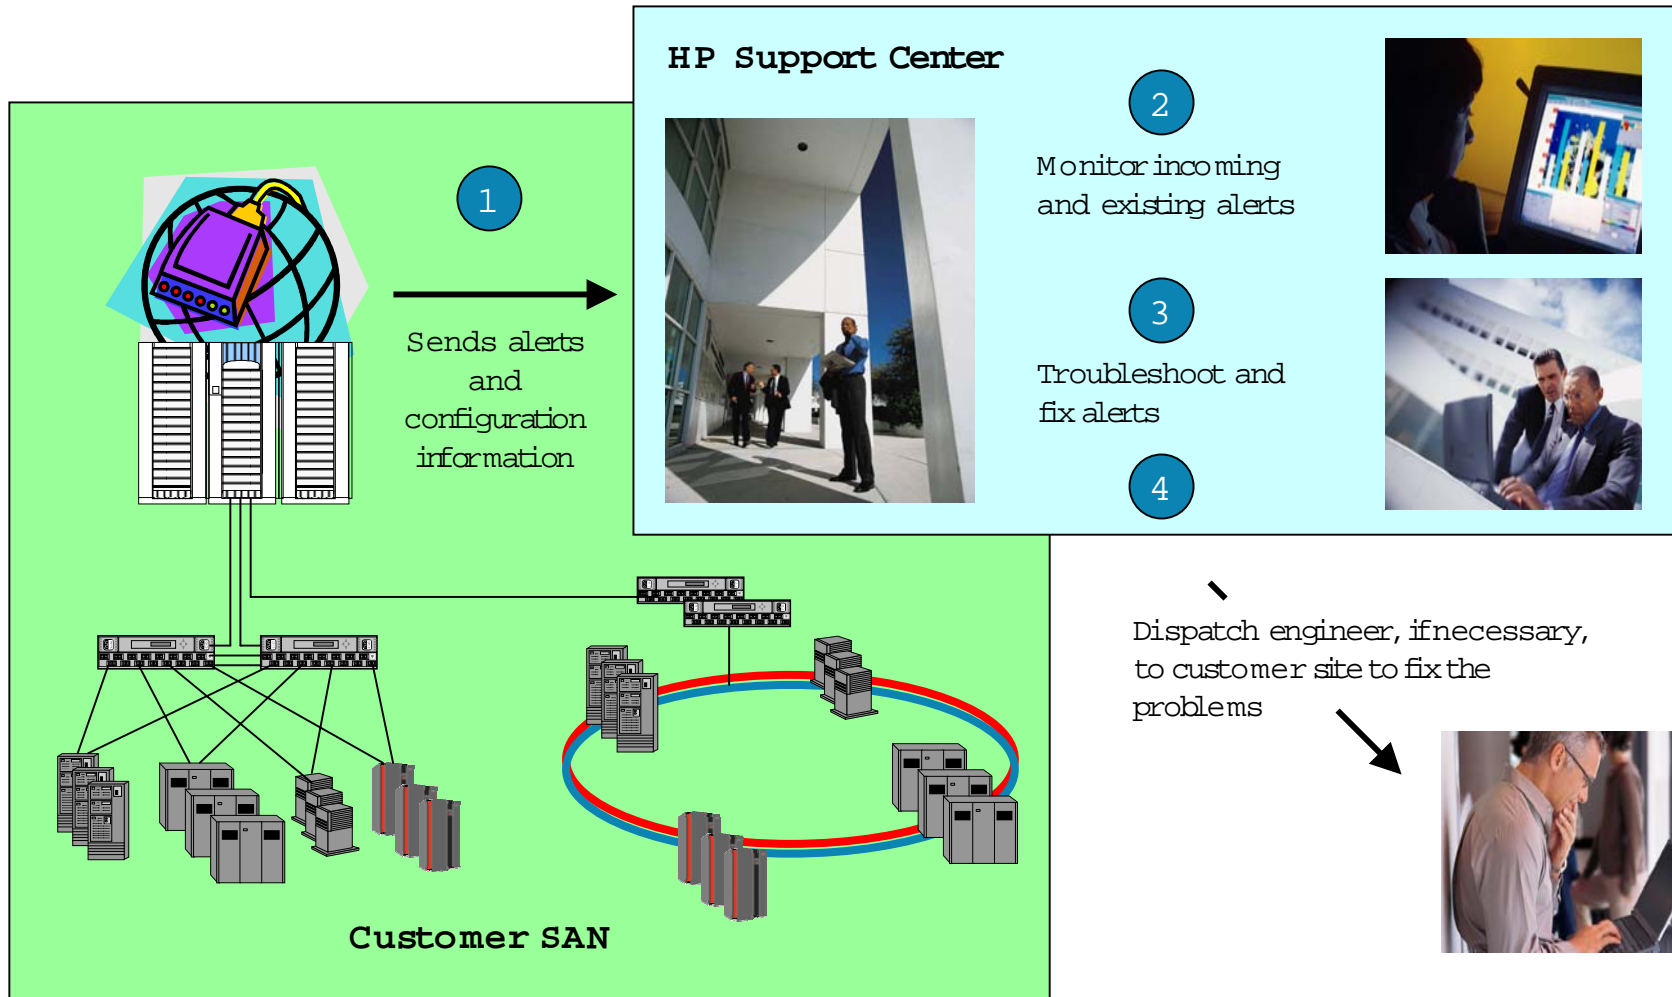 HP Support Center
1
Sends alerts
and
configuration
information
2
Monitor incoming
and existing alerts
3
Troubleshoot and
fix alerts
4
Dispatch engineer, if necessary,
to customer site to fix the
problems
Customer SAN